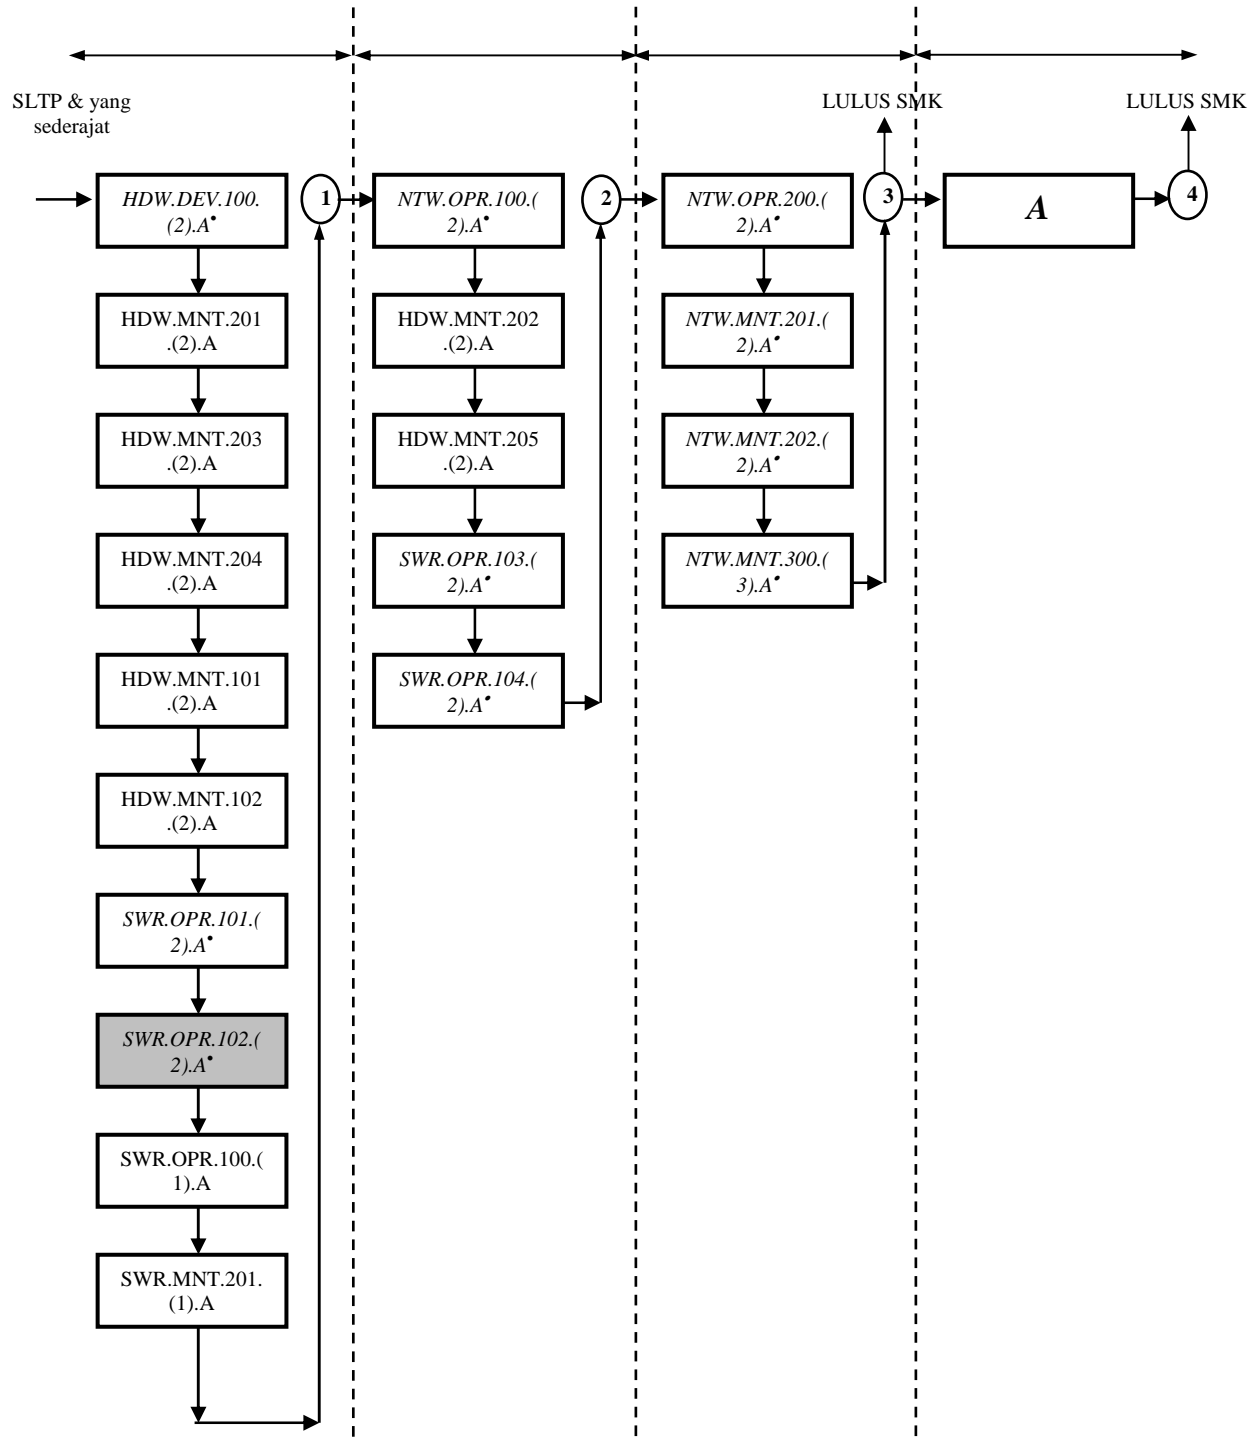 SLTP & yang
sederajat
HDW.DEV.100.
(2).A•
HDW.MNT.201
.(2).A
HDW.MNT.203
.(2).A
HDW.MNT.204
.(2).A
HDW.MNT.101
.(2).A
HDW.MNT.102
.(2).A
SWR.OPR.101.(
2).A•
SWR.OPR.102.(
2).A•
SWR.OPR.100.(
1).A
SWR.MNT.201.
(1).A
1
NTW.OPR.100.(
2).A•
HDW.MNT.202
.(2).A
HDW.MNT.205
.(2).A
SWR.OPR.103.(
2).A•
SWR.OPR.104.(
2).A•
2
NTW.OPR.200.(
2).A•
NTW.MNT.201.(
2).A•
NTW.MNT.202.(
2).A•
NTW.MNT.300.(
3).A•
LULUS SMK
3
A
LULUS SMK
4